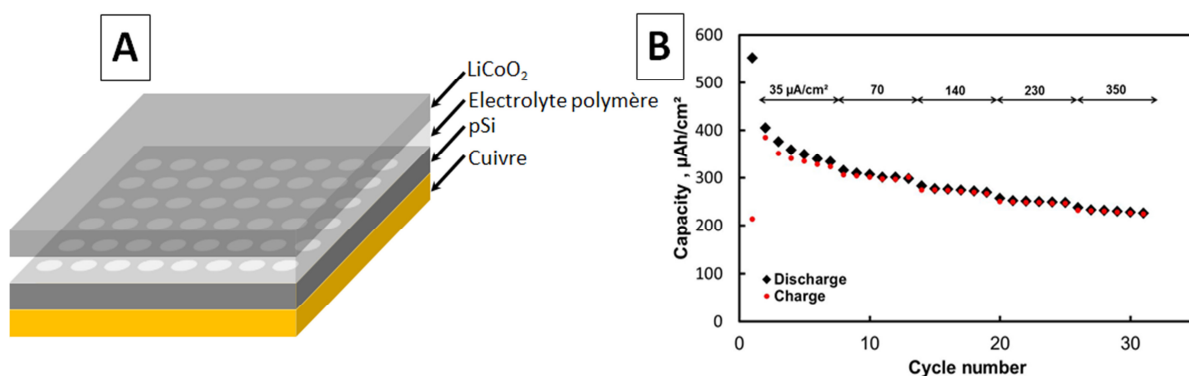 A
LiCoO₂
Electrolyte polymère
pSi
Cuivre
B
600
500
400
300
200
100
0
Capacity , µAh/cm²
35 µA/cm²
70
140
230
350
Discharge
Charge
0
10
20
30
Cycle number